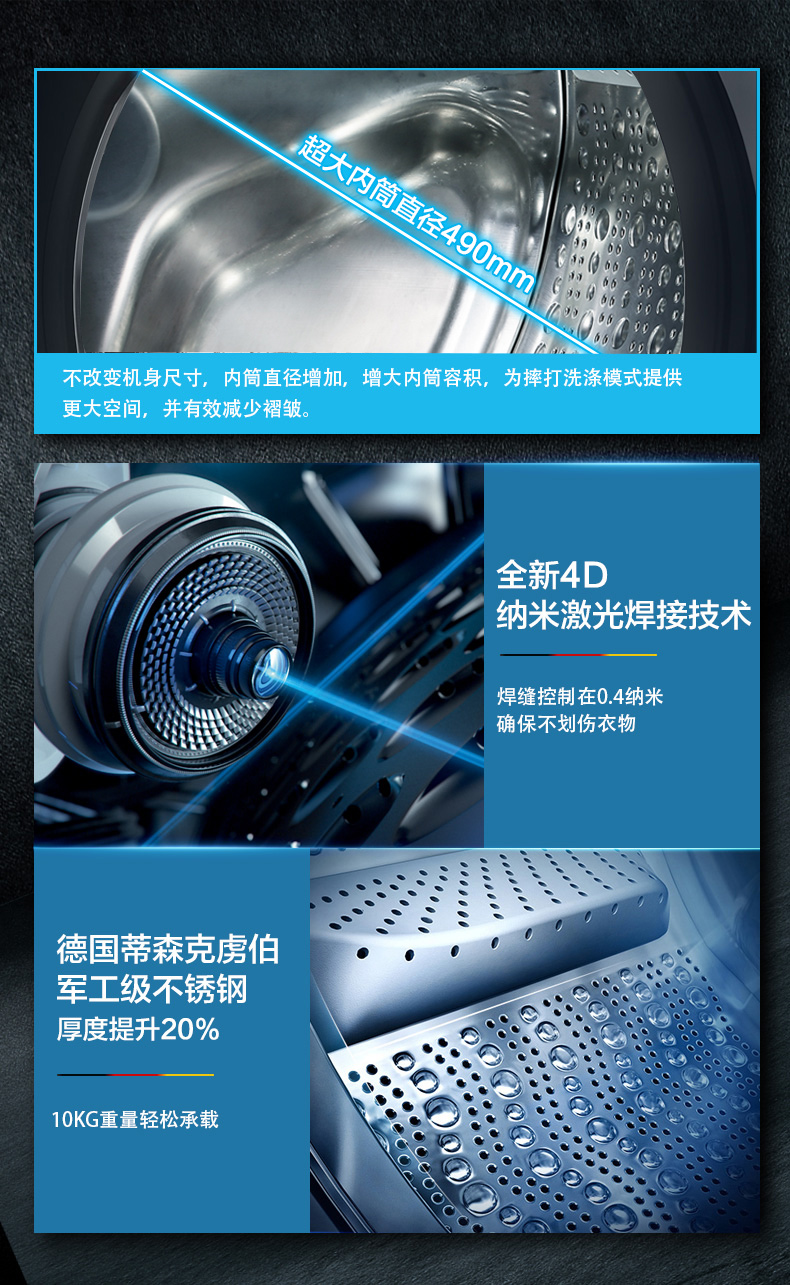 超大内筒直径490mm
不改变机身尺寸，内筒直径增加，增大内筒容积，为摔打洗涤模式提供
更大空间，并有效减少褶皱。
全新4D
纳米激光焊接技术
焊缝控制在0.4纳米
确保不划伤衣物
德国蒂森克虏伯
军工级不锈钢
厚度提升20%
10KG重量轻松承载